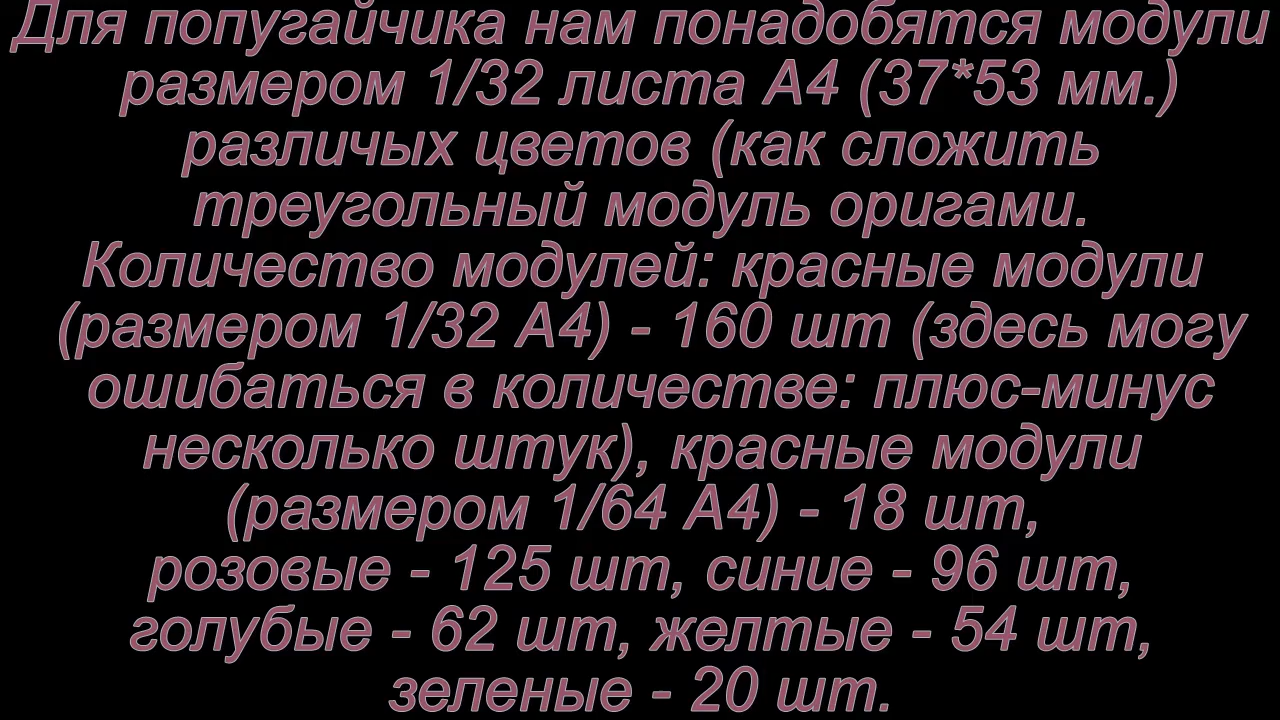 Для попугайчика нам понадобятся модули
размером 1/32 листа А4 (37*53 мм.)
различых цветов (как сложить
треугольный модуль оригами.
Количество модулей: красные модули
(размером 1/32 А4) - 160 шт (здесь могу
ошибаться в количестве: плюс-минус
несколько штук), красные модули
(размером 1/64 А4) - 18 шт,
розовые - 125 шт, синие - 96 шт,
голубые - 62 шт, желтые - 54 шт,
зеленые - 20 шт.